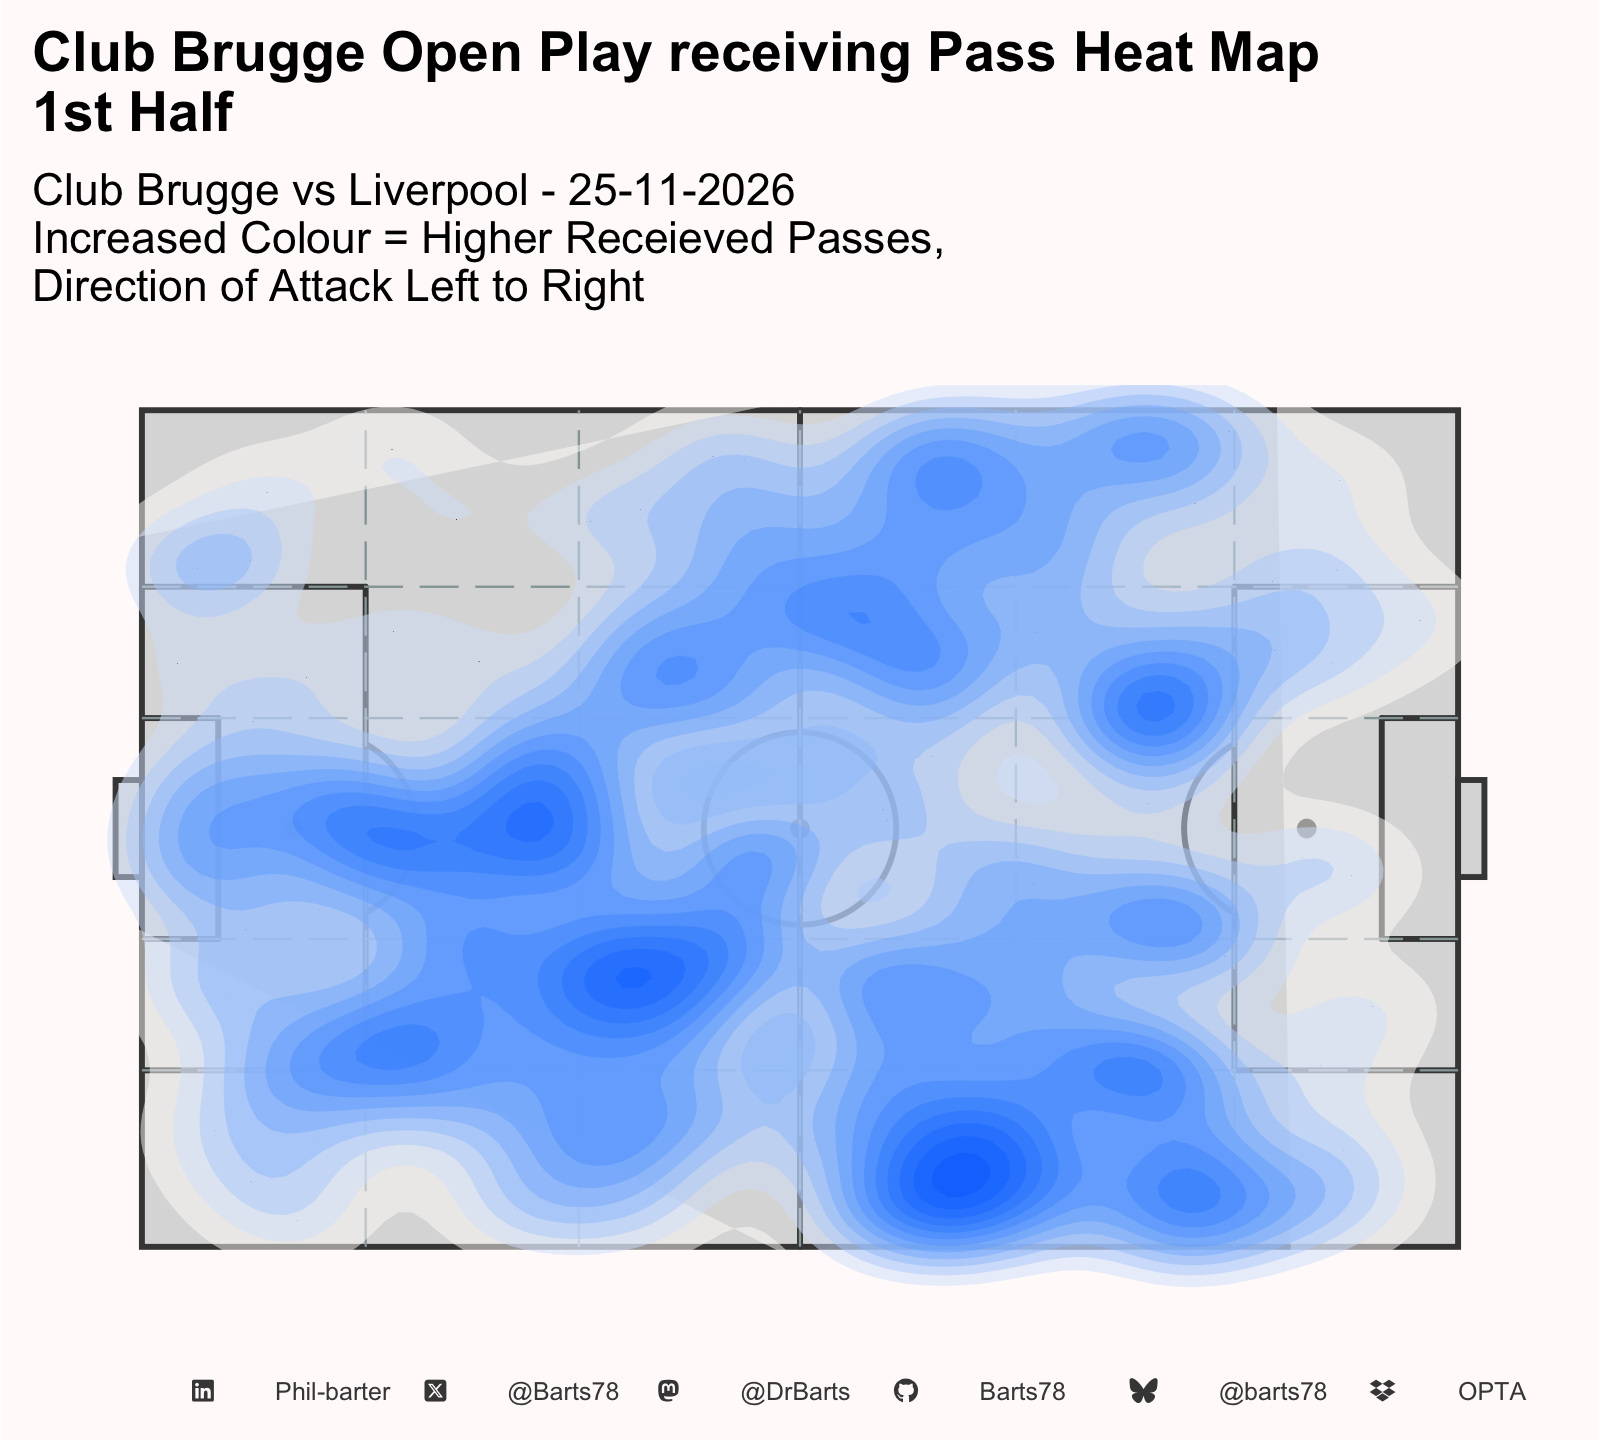 Club Brugge Open Play receiving Pass Heat Map
1st Half
Club Brugge vs Liverpool - 25-11-2026
Increased Colour = Higher Receieved Passes,
Direction of Attack Left to Right
Phil-barter @Barts78 @DrBarts Barts78 @barts78 OPTA